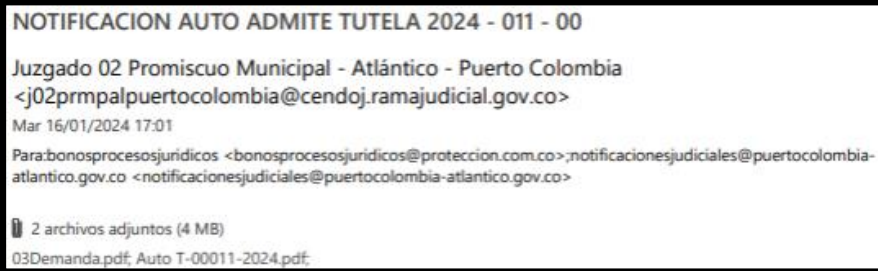 NOTIFICACION AUTO ADMITE TUTELA 2024 - 011 - 00
Juzgado 02 Promiscuo Municipal - Atlántico - Puerto Colombia
<j02prmpalpuertocolombia@cendoj.ramajudicial.gov.co>
Mar 16/01/2024 17:01
Para:bonosprocesosjuridicos <bonosprocesosjuridicos@proteccion.com.co>;notificacionesjudiciales@puertocolombia-
atlantico.gov.co <notificacionesjudiciales@puertocolombia-atlantico.gov.co>
2 archivos adjuntos (4 MB)
03Demanda.pdf; Auto T-00011-2024.pdf;